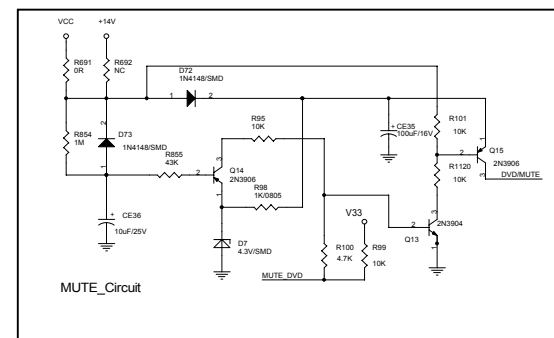 VCC
+14V
R691
0R
R692
NC
D72
1N4148/SMD
1
2
R854
1M
2
D73
1N4148/SMD
1
R855
43K
R95
10K
3
2
Q14
2N3906
1
R98
1K/0805
CE36
10uF/25V
D7
4.3V/SMD
+ CE35
100uF/16V
R101
10K
1
Q15
2N3906
2
3
DVD/MUTE
R1120
10K
V33
3
2N3904
2
Q13
1
R100
4.7K
R99
10K
MUTE_DVD
MUTE_Circuit